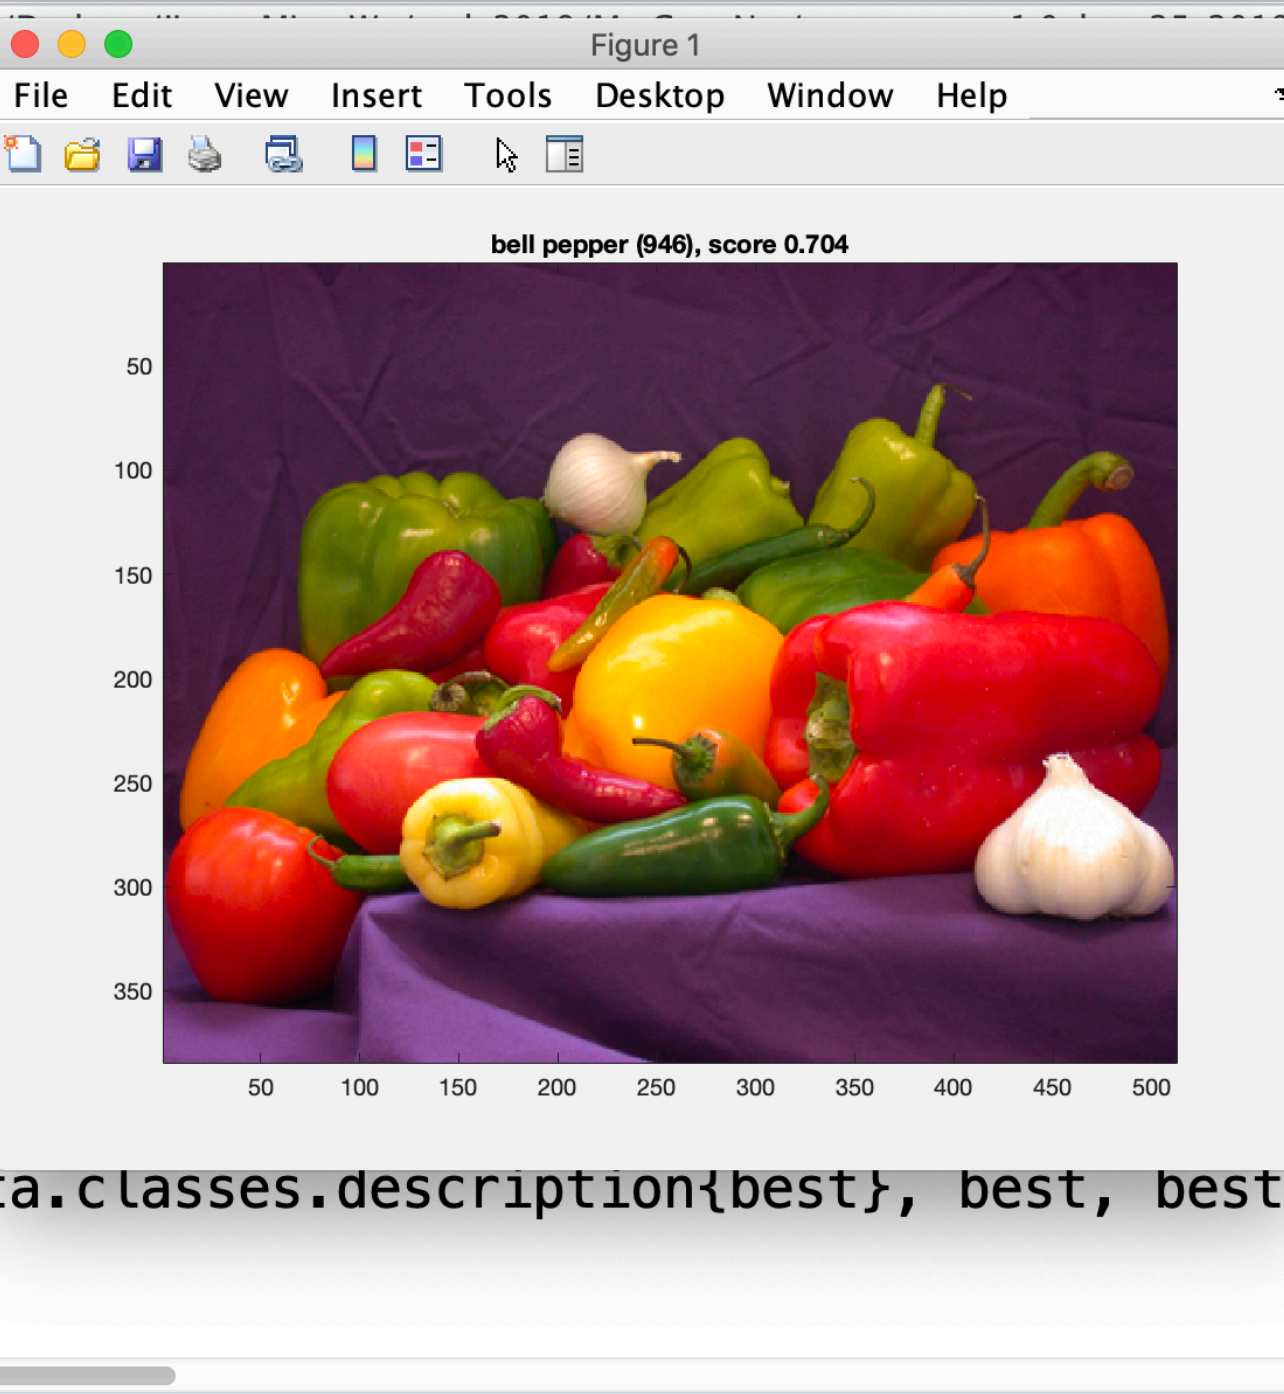 Figure 1
File Edit View Insert Tools Desktop Window Help
bell pepper (946), score 0.704
50
100
150
200
250
300
350
50 100 150 200 250 300 350 400 450 500
ta.classes.description{best}, best, best